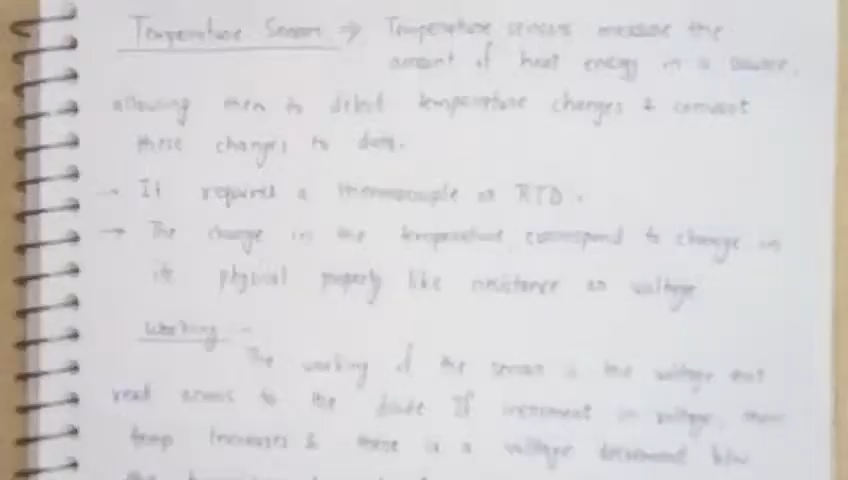 Temperature Sensor → Temperature sensors measure the
amount of heat energy in a source,
allowing them to detect temperature changes & convert
these changes to data.
→ It requires a thermocouple or RTD.
→ The change in the temperature correspond to change in
its physical property like resistance or voltage
Working :-
The working of the sensor is the voltage that
read across to the diode If increment in voltage, then
temp increases & there is a voltage decrement b/w
the